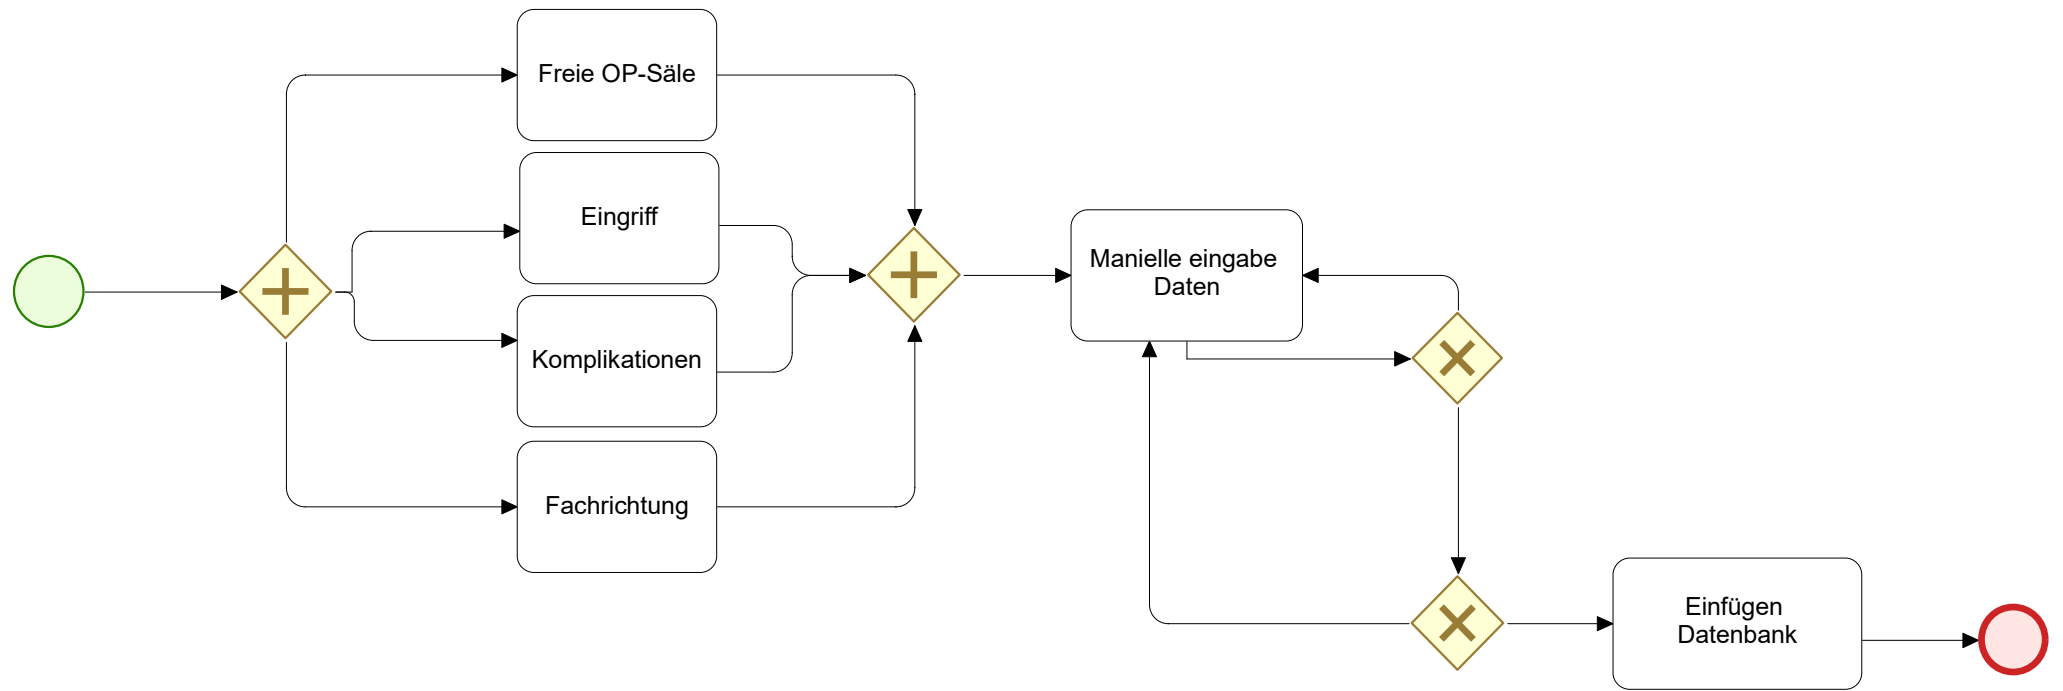 Freie OP-Säle
Eingriff
Komplikationen
Fachrichtung
Manielle eingabe
Daten
Einfügen
Datenbank